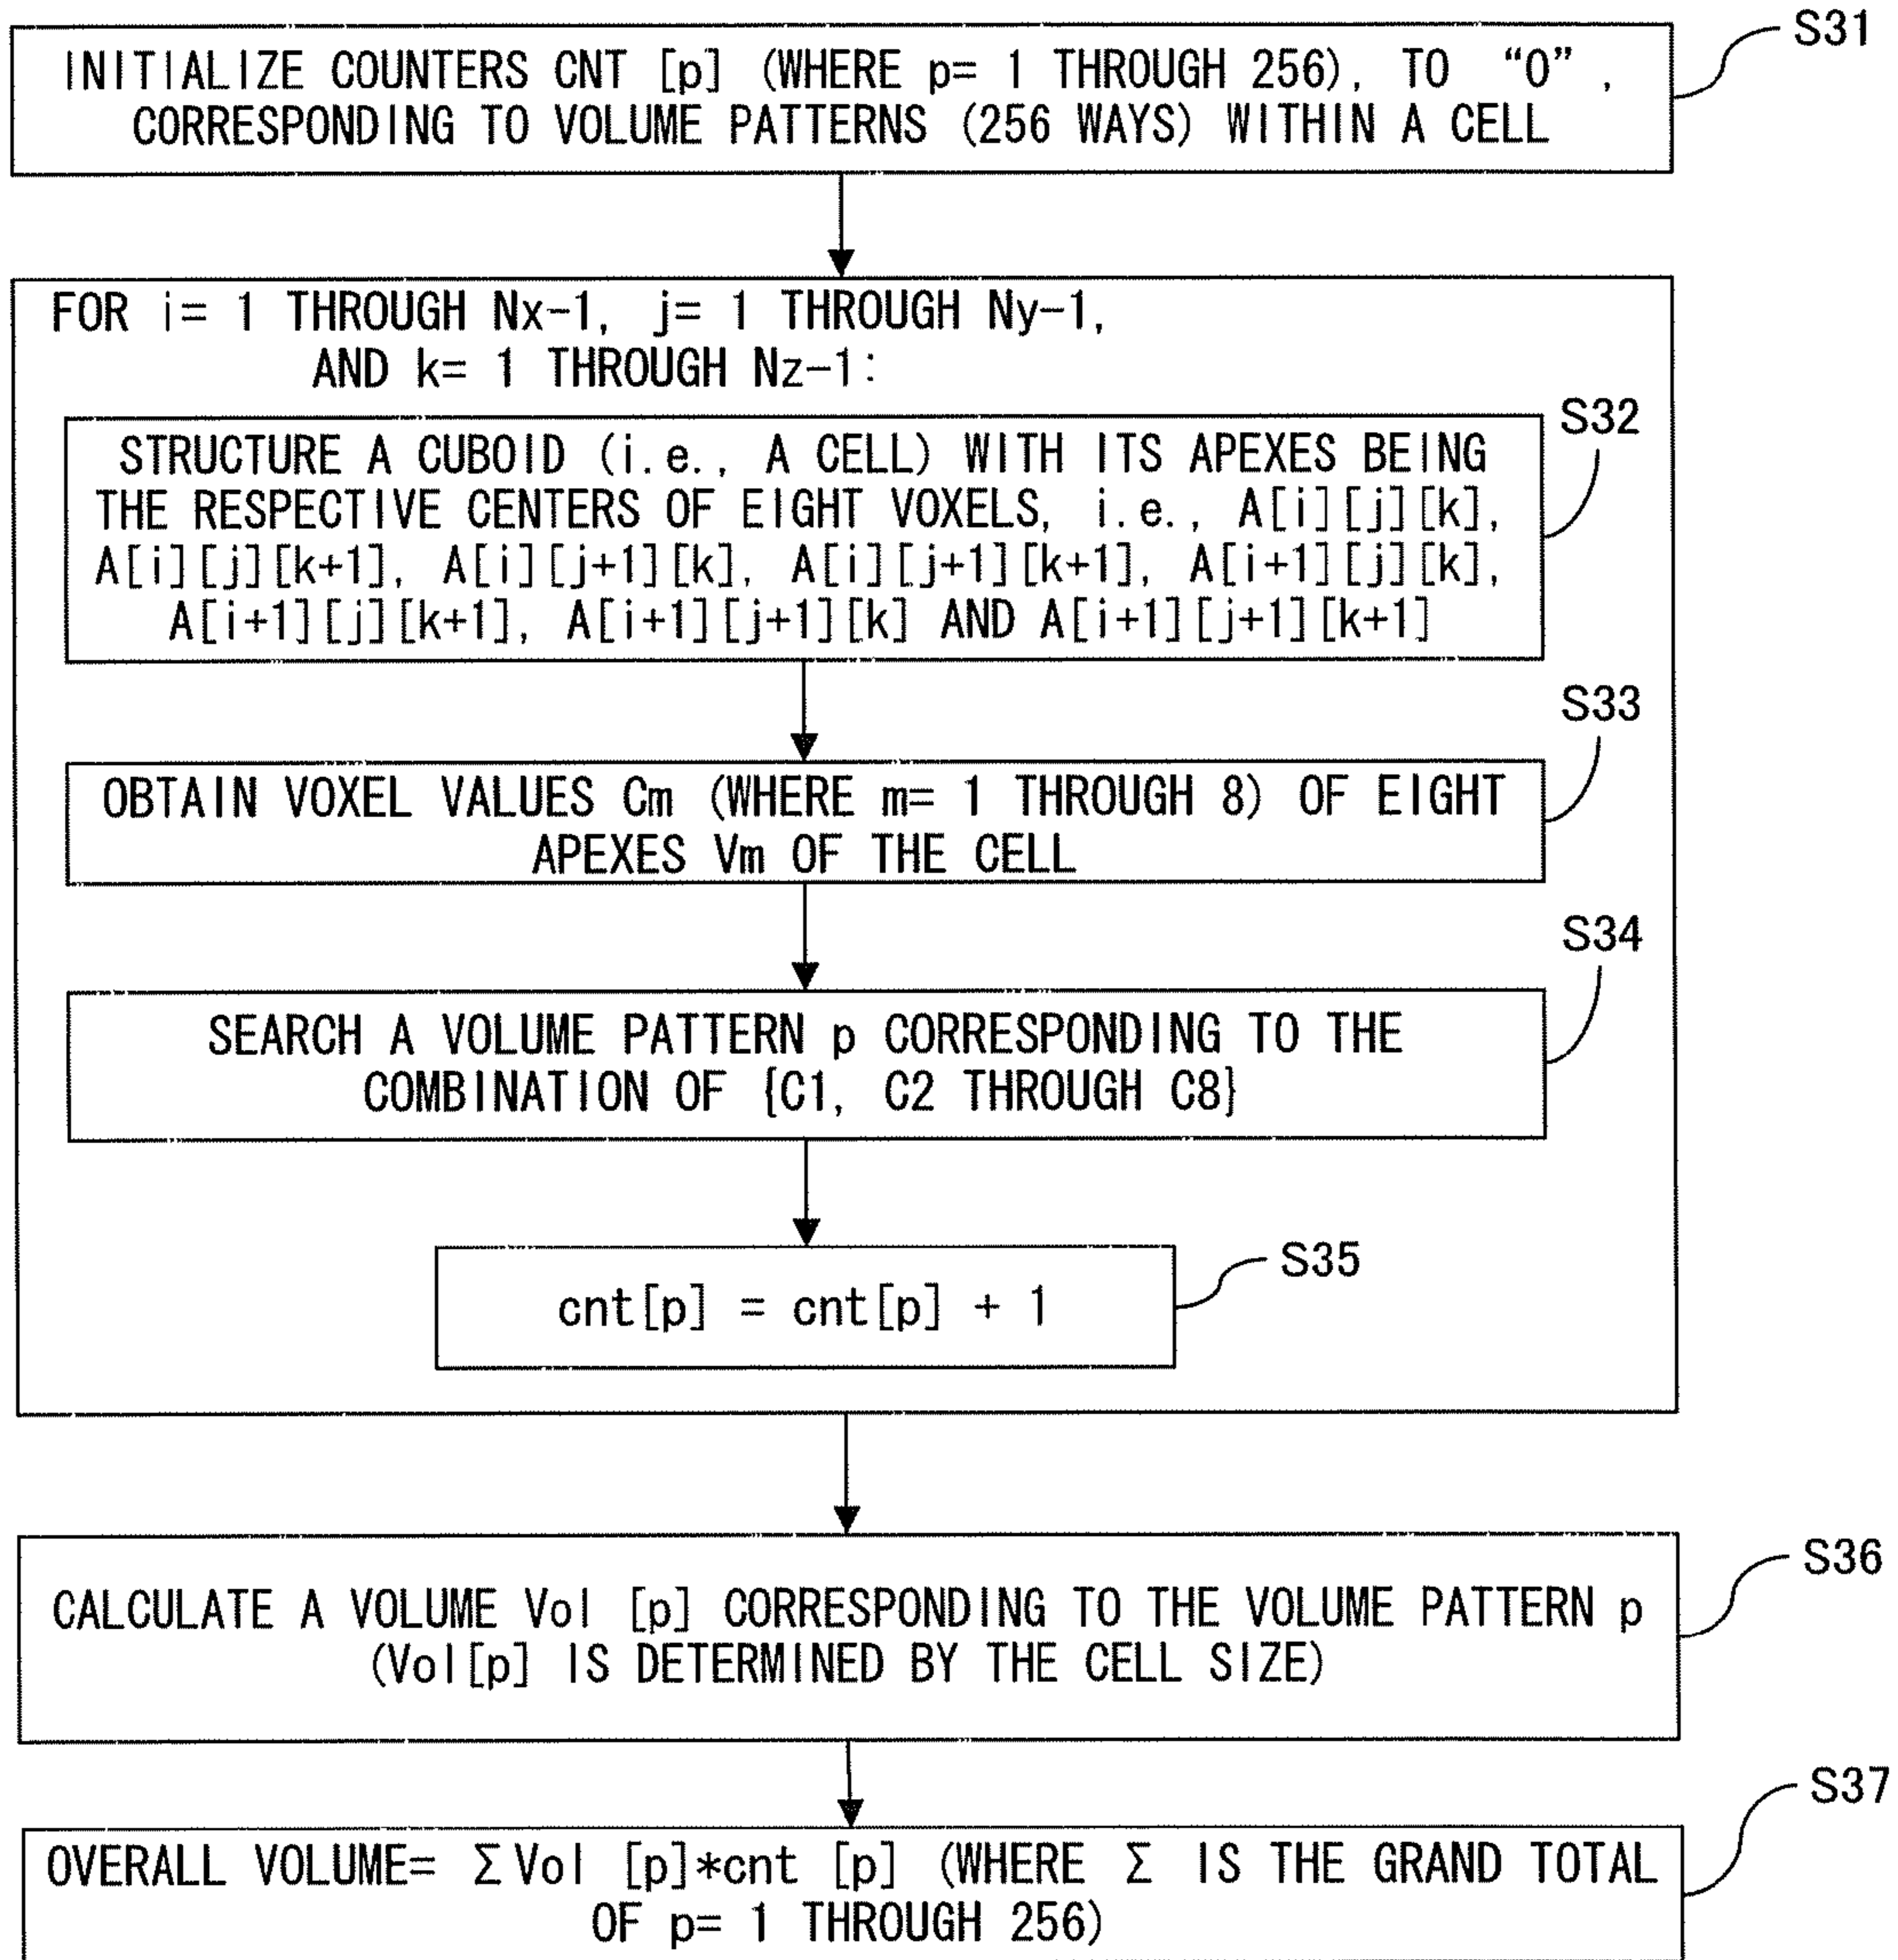 S31
INITIALIZE COUNTERS CNT [p] (WHERE p= 1 THROUGH 256), TO “0”,
CORRESPONDING TO VOLUME PATTERNS (256 WAYS) WITHIN A CELL
FOR i= 1 THROUGH Nx-1, j= 1 THROUGH Ny-1,
AND k= 1 THROUGH Nz-1:
S32
STRUCTURE A CUBOID (i.e., A CELL) WITH ITS APEXES BEING
THE RESPECTIVE CENTERS OF EIGHT VOXELS, i.e., A[i][j][k],
A[i][j][k+1], A[i][j+1][k], A[i][j+1][k+1], A[i+1][j][k],
A[i+1][j][k+1], A[i+1][j+1][k] AND A[i+1][j+1][k+1]
S33
OBTAIN VOXEL VALUES Cm (WHERE m= 1 THROUGH 8) OF EIGHT
APEXES Vm OF THE CELL
S34
SEARCH A VOLUME PATTERN p CORRESPONDING TO THE
COMBINATION OF {C1, C2 THROUGH C8}
S35
cnt[p] = cnt[p] + 1
S36
CALCULATE A VOLUME Vol [p] CORRESPONDING TO THE VOLUME PATTERN p
(Vol[p] IS DETERMINED BY THE CELL SIZE)
S37
OVERALL VOLUME= ΣVol [p]*cnt [p] (WHERE Σ IS THE GRAND TOTAL
OF p= 1 THROUGH 256)